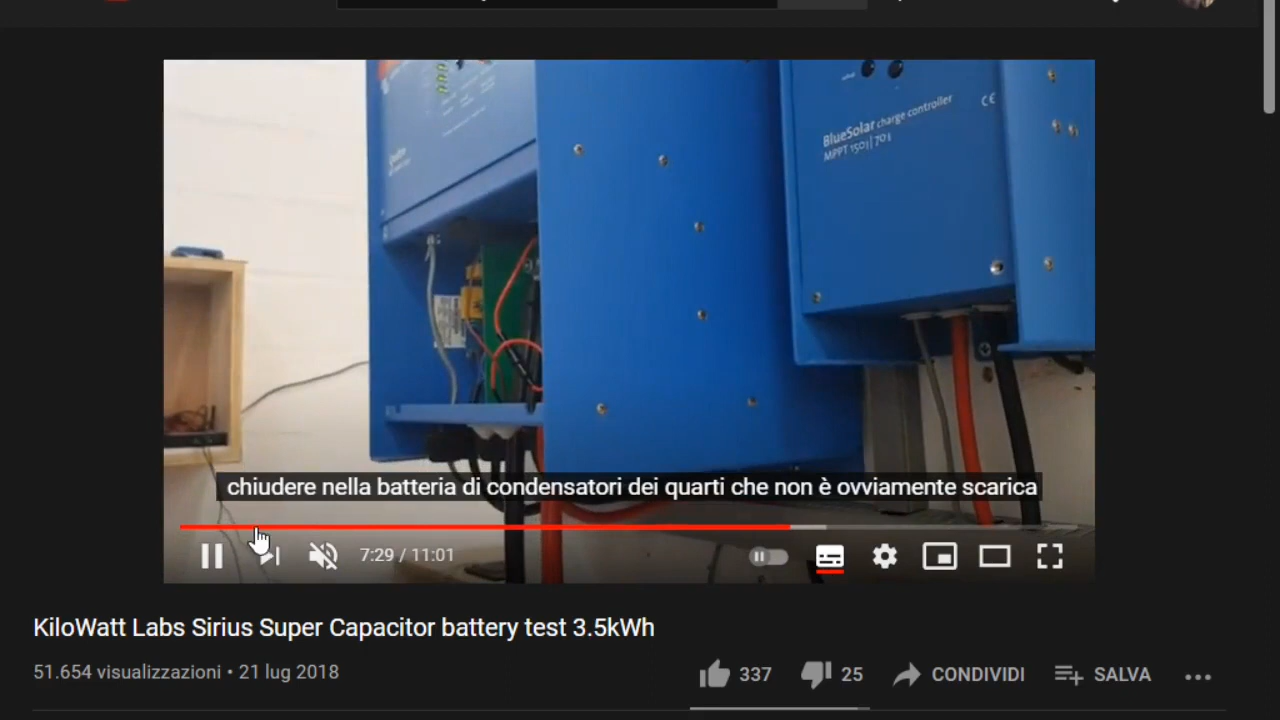 BlueSolar charge controller
MPPT 150 | 70
CE
chiudere nella batteria di condensatori dei quarti che non è ovviamente scarica
7:29 / 11:01
KiloWatt Labs Sirius Super Capacitor battery test 3.5kWh
51.654 visualizzazioni • 21 lug 2018
337
25
CONDIVIDI
SALVA